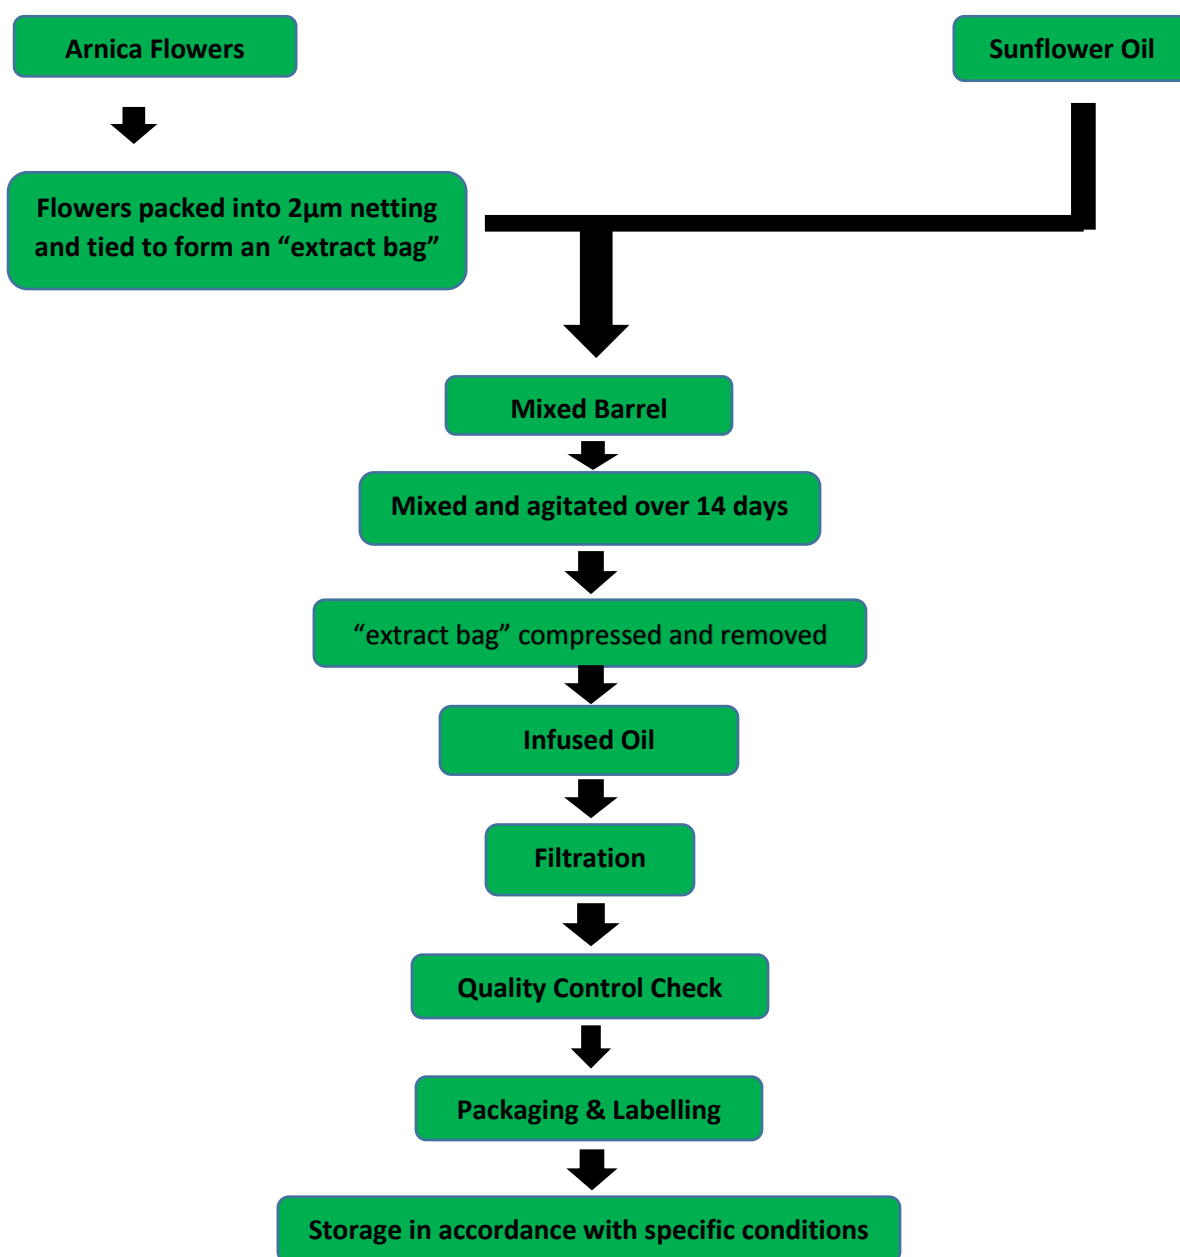 Arnica Flowers
Sunflower Oil
Flowers packed into 2µm netting
and tied to form an “extract bag”
Mixed Barrel
Mixed and agitated over 14 days
“extract bag” compressed and removed
Infused Oil
Filtration
Quality Control Check
Packaging & Labelling
Storage in accordance with specific conditions